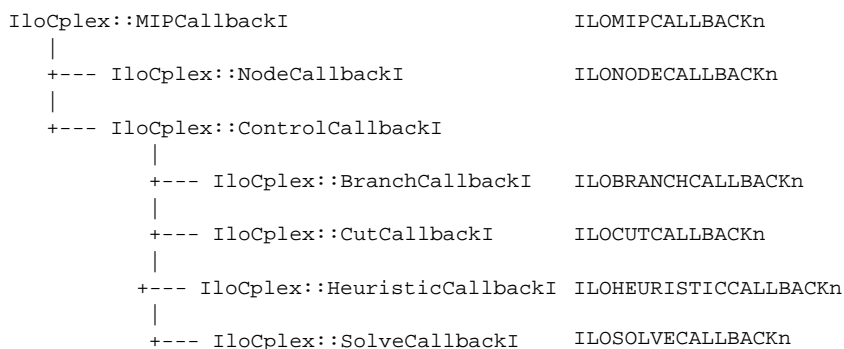 IloCplex::MIPCallbackI                     ILOMIPCALLBACKn
   |
   +--- IloCplex::NodeCallbackI            ILONODECALLBACKn
   |
   +--- IloCplex::ControlCallbackI
           |
           +--- IloCplex::BranchCallbackI  ILOBRANCHCALLBACKn
           |
           +--- IloCplex::CutCallbackI     ILOCUTCALLBACKn
           |
          +--- IloCplex::HeuristicCallbackI ILOHEURISTICCALLBACKn
           |
           +--- IloCplex::SolveCallbackI   ILOSOLVECALLBACKn